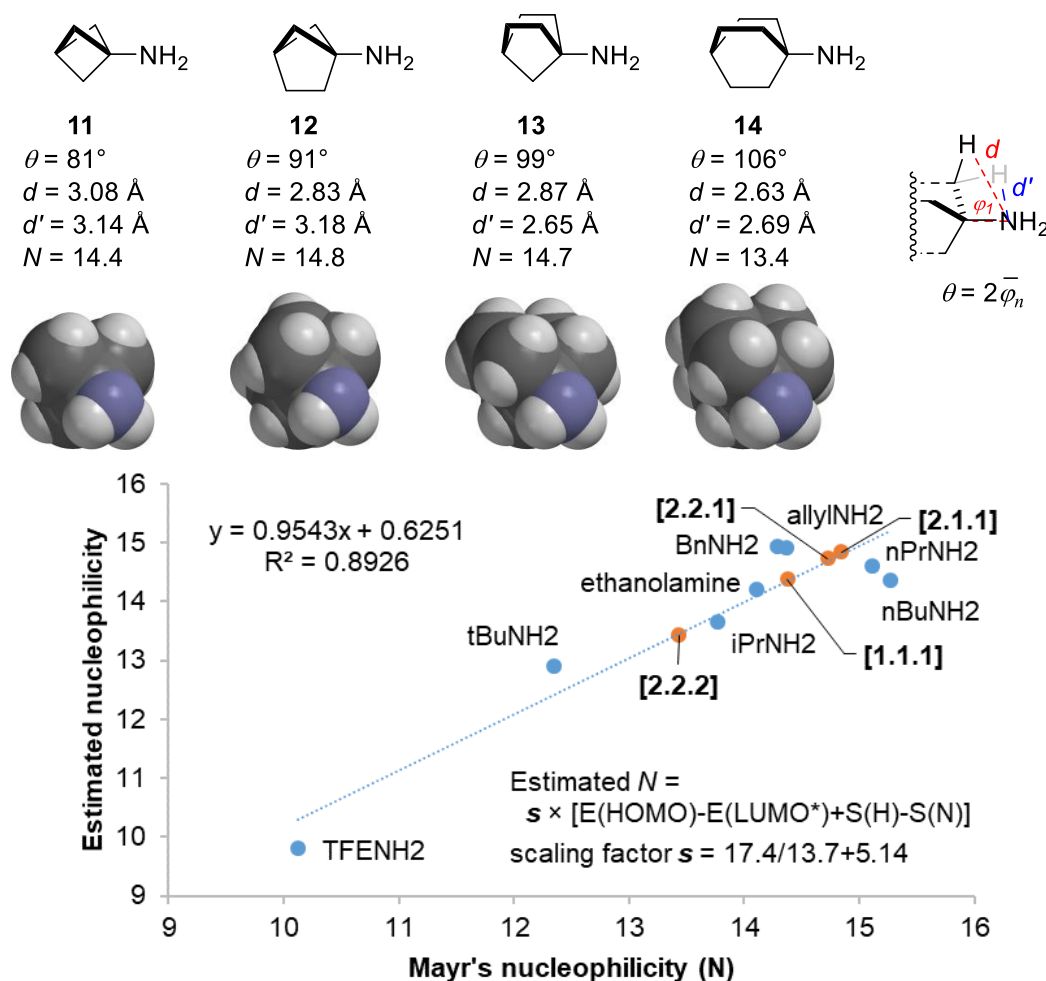 NH2
NH2
NH2
NH2
11
12
13
14
θ = 81°
d = 3.08 Å
d' = 3.14 Å
N = 14.4
θ = 91°
d = 2.83 Å
d' = 3.18 Å
N = 14.8
θ = 99°
d = 2.87 Å
d' = 2.65 Å
N = 14.7
θ = 106°
d = 2.63 Å
d' = 2.69 Å
N = 13.4
H
d
H
d'
φ1
NH2
θ = 2φ̅n
Estimated nucleophilicity
16
15
14
13
12
11
10
9
y = 0.9543x + 0.6251
R² = 0.8926
[2.2.1]
allylNH2
[2.1.1]
BnNH2
nPrNH2
ethanolamine
nBuNH2
tBuNH2
iPrNH2
[1.1.1]
[2.2.2]
TFENH2
Estimated N =
s × [E(HOMO)-E(LUMO*)+S(H)-S(N)]
scaling factor s = 17.4/13.7+5.14
9
10
11
12
13
14
15
16
Mayr's nucleophilicity (N)